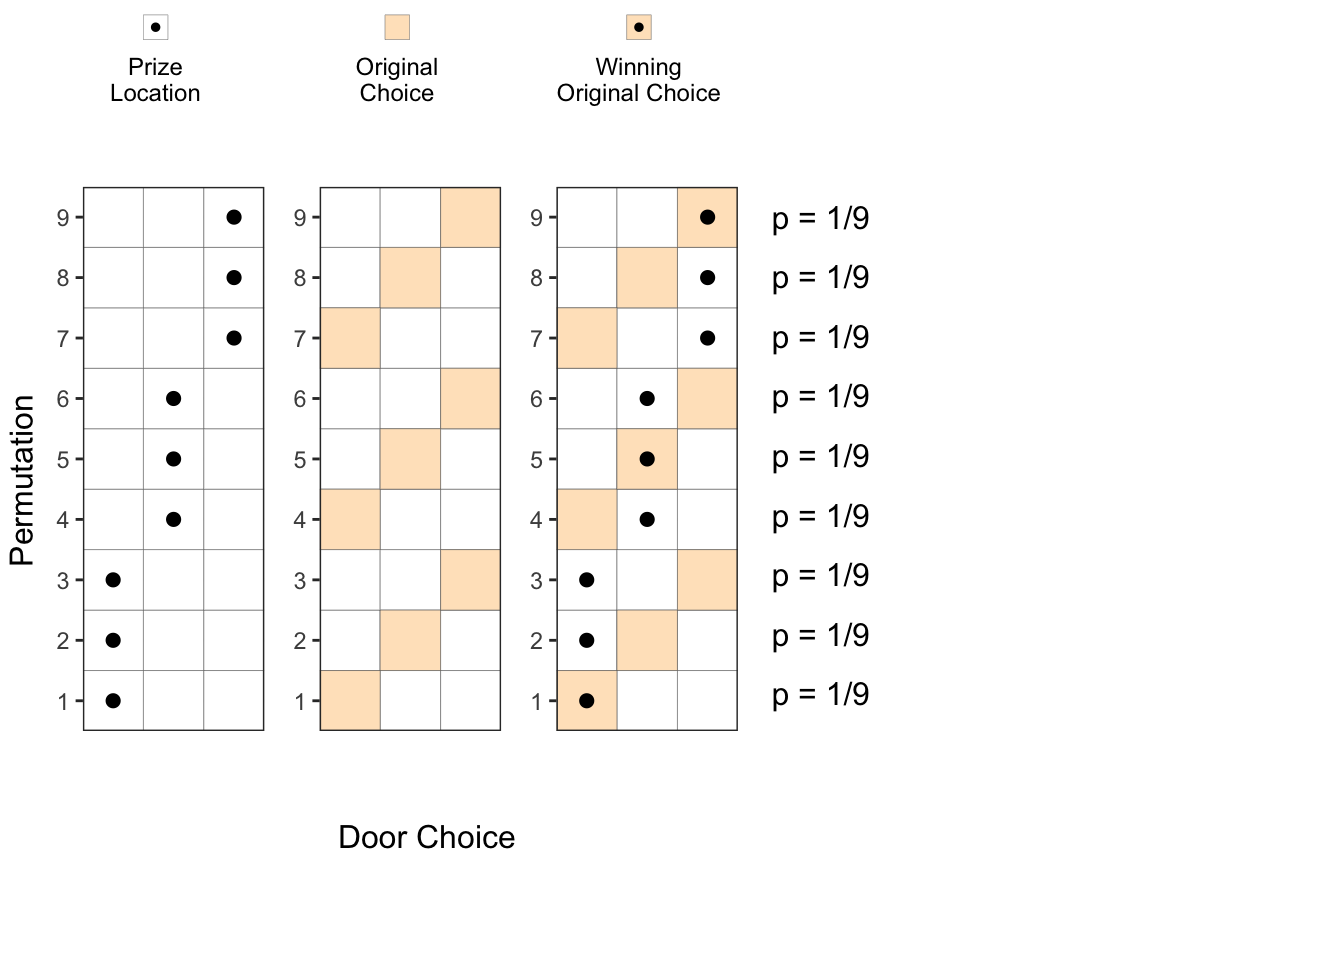 Prize
Location
Original
Choice
Winning
Original Choice
Permutation
9
8
7
6
5
4
3
2
1
9
8
7
6
5
4
3
2
1
9
8
7
6
5
4
3
2
1
p = 1/9
p = 1/9
p = 1/9
p = 1/9
p = 1/9
p = 1/9
p = 1/9
p = 1/9
p = 1/9
Door Choice